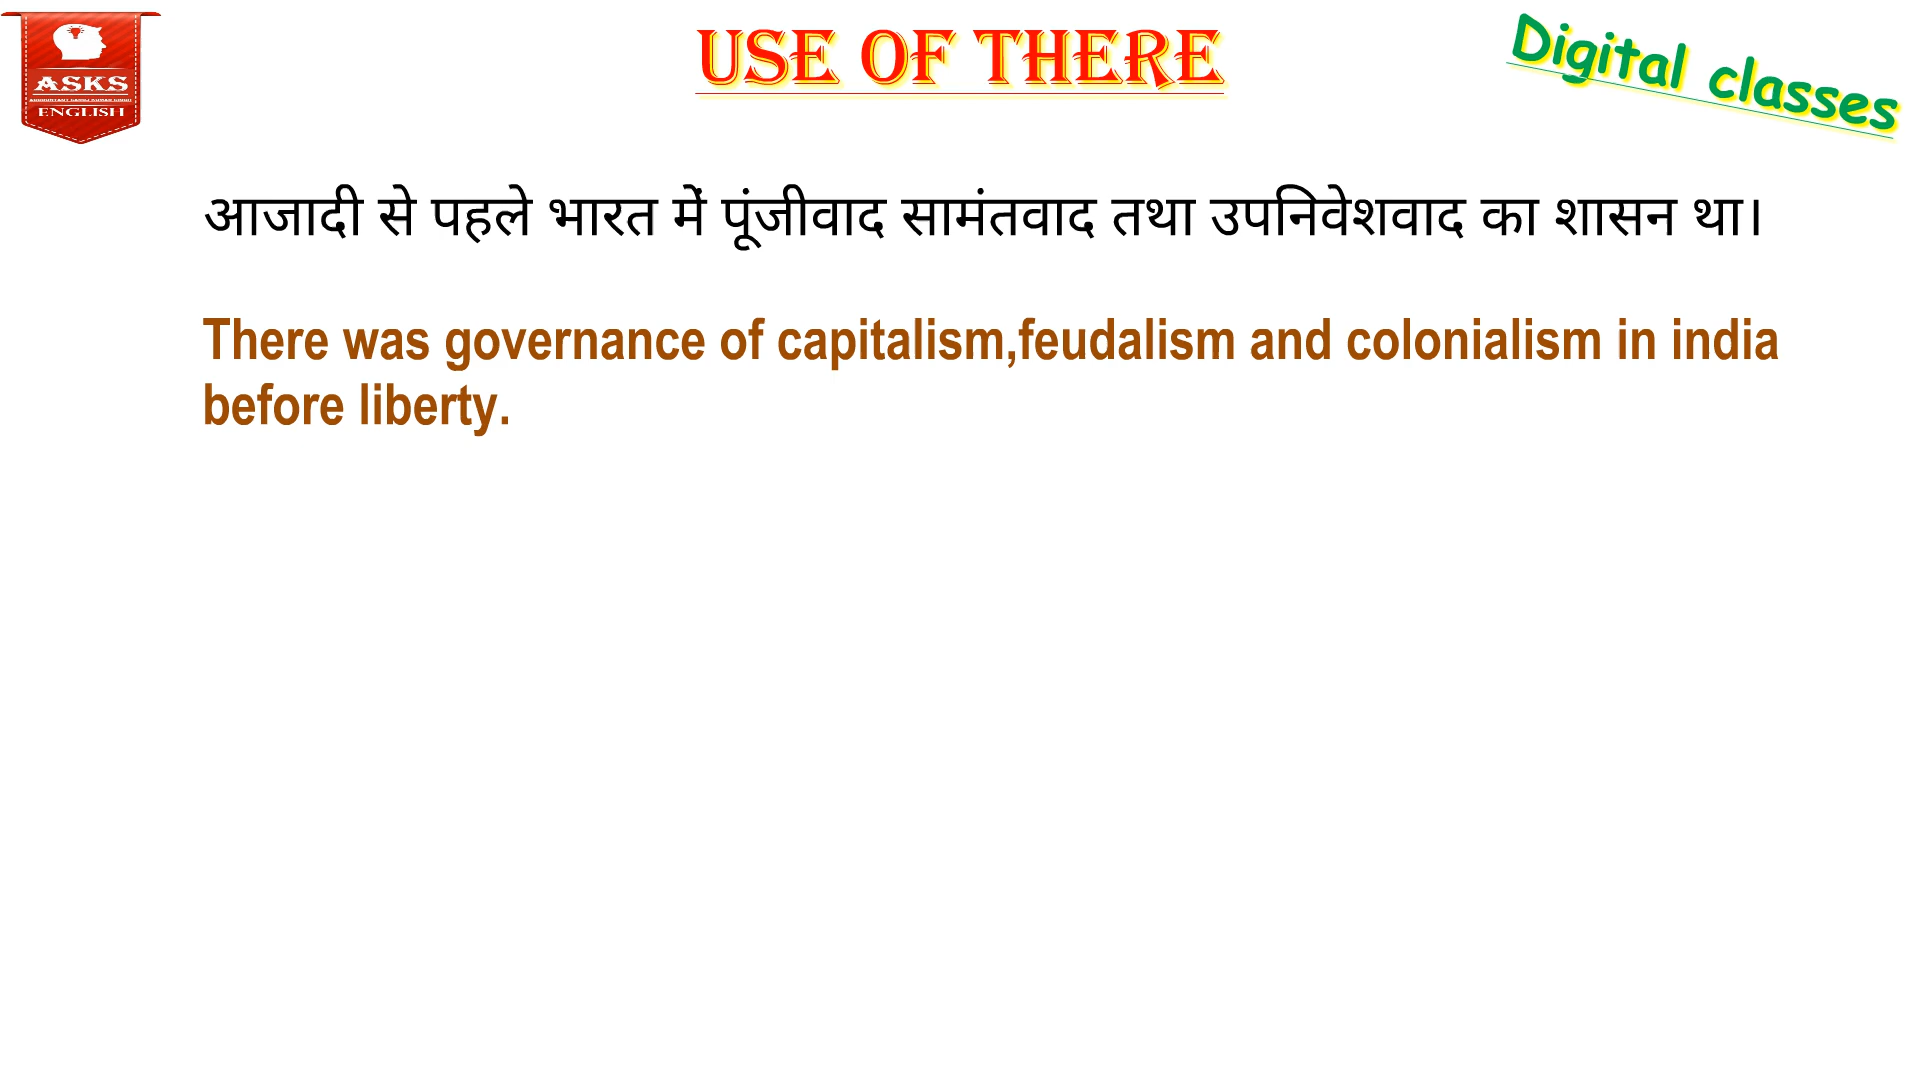 ASKS
ENGLISH
USE OF THERE
Digital classes
आजादी से पहले भारत में पूंजीवाद सामंतवाद तथा उपनिवेशवाद का शासन था।
There was governance of capitalism,feudalism and colonialism in india
before liberty.